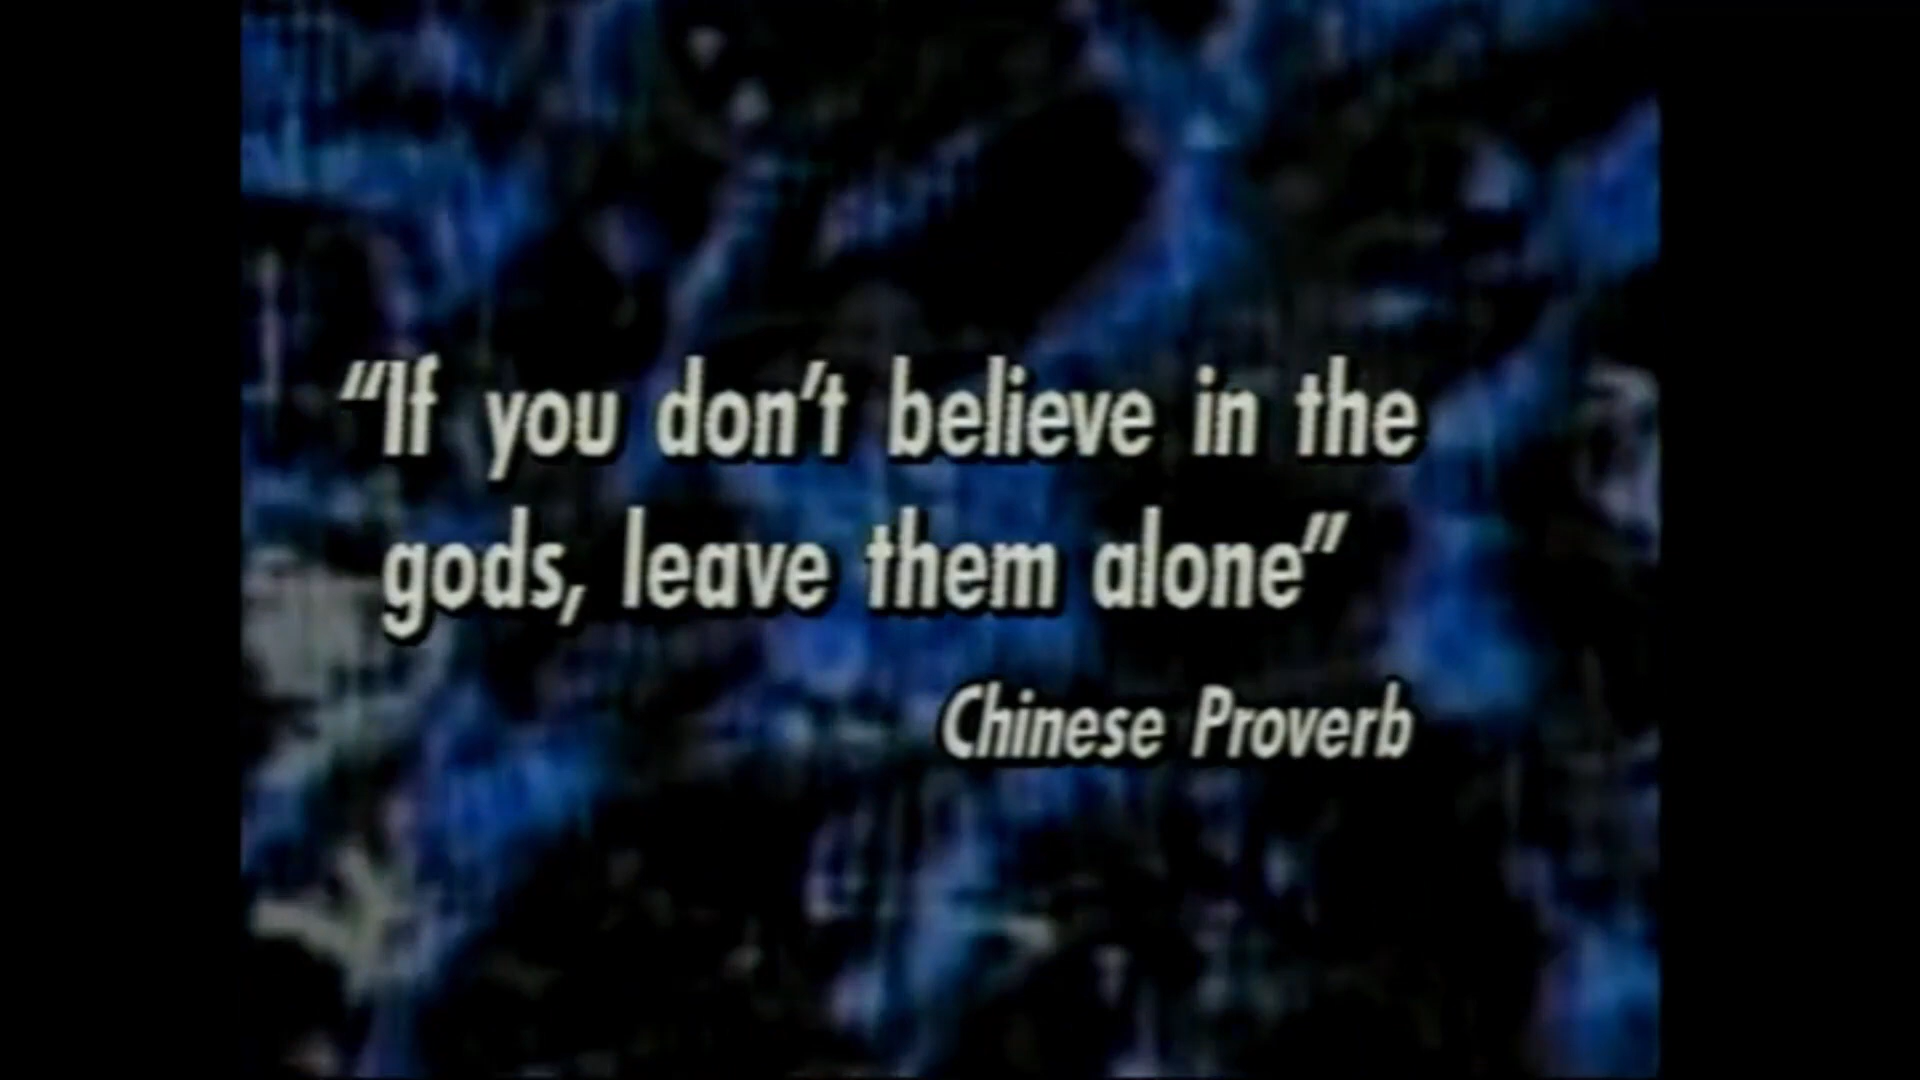 “If you don’t believe in the
gods, leave them alone”
Chinese Proverb